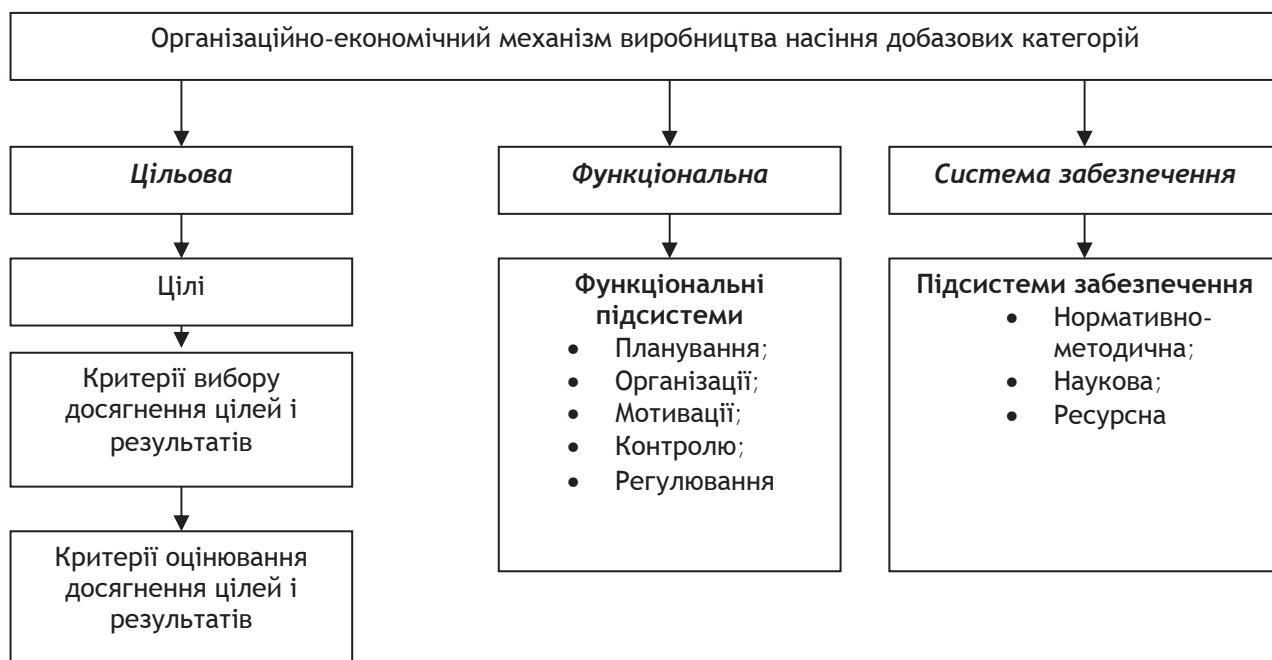 Організаційно-економічний механізм виробництва насіння добазових категорій
Цільова
Функціональна
Система забезпечення
Цілі
Критерії вибору
досягнення цілей і
результатів
Критерії оцінювання
досягнення цілей і
результатів
Функціональні
підсистеми
• Планування;
• Організації;
• Мотивації;
• Контролю;
• Регулювання
Підсистеми забезпечення
• Нормативно-
методична;
• Наукова;
• Ресурсна